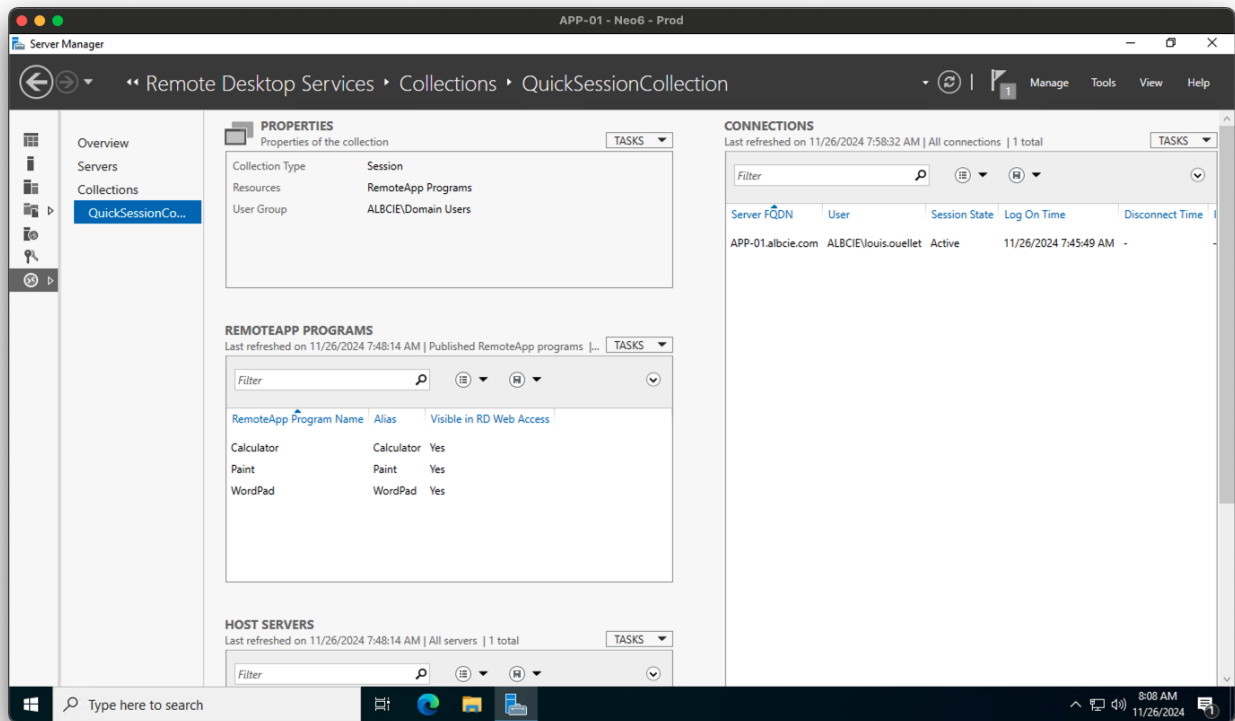 APP-01 - Neo6 - Prod
Server Manager
Remote Desktop Services Collections QuickSessionCollection
1
Manage Tools View Help
Overview
Servers
Collections
QuickSessionCo...
PROPERTIES
Properties of the collection
TASKS
Collection Type Session
Resources RemoteApp Programs
User Group ALBCIE\Domain Users
REMOTEAPP PROGRAMS
Last refreshed on 11/26/2024 7:48:14 AM | Published RemoteApp programs |...
TASKS
Filter
RemoteApp Program Name Alias Visible in RD Web Access
Calculator Calculator Yes
Paint Paint Yes
WordPad WordPad Yes
HOST SERVERS
Last refreshed on 11/26/2024 7:48:14 AM | All servers | 1 total
TASKS
Filter
CONNECTIONS
Last refreshed on 11/26/2024 7:58:32 AM | All connections | 1 total
TASKS
Filter
Server FQDN User Session State Log On Time Disconnect Time
APP-01.albcie.com ALBCIE\louis.ouellet Active 11/26/2024 7:45:49 AM - -
Type here to search
8:08 AM
11/26/2024
1